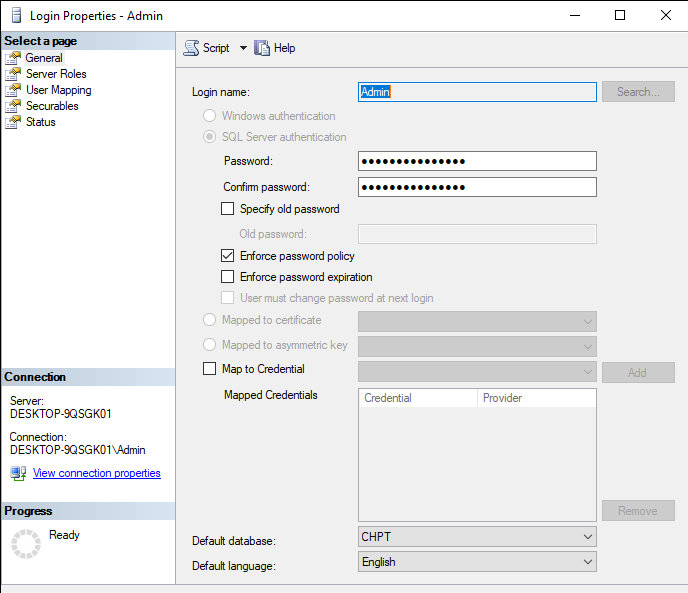 Login Properties - Admin
Select a page
General
Server Roles
User Mapping
Securables
Status
Connection
Server:
DESKTOP-9QSGK01
Connection:
DESKTOP-9QSGK01\Admin
View connection properties
Progress
Ready
Script
Help
Login name:
Admin
Search...
Windows authentication
SQL Server authentication
Password:
●●●●●●●●●●●●●●●
Confirm password:
●●●●●●●●●●●●●●●
Specify old password
Old password:
Enforce password policy
Enforce password expiration
User must change password at next login
Mapped to certificate
Mapped to asymmetric key
Map to Credential
Add
Mapped Credentials
Credential Provider
Remove
Default database:
CHPT
Default language:
English